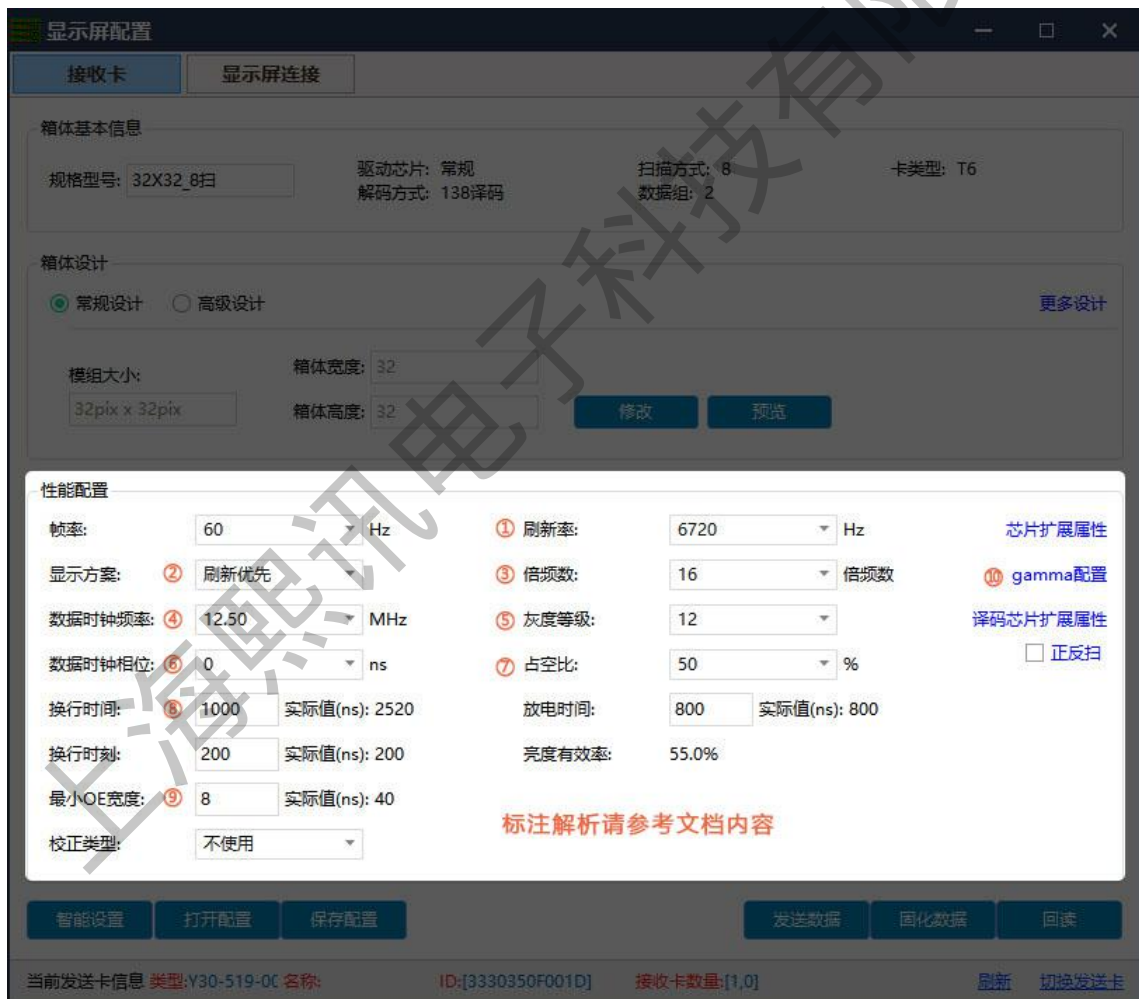 显示屏配置
接收卡 显示屏连接
箱体基本信息
规格型号: 32X32_8扫 驱动芯片: 常规 扫描方式: 8 卡类型: T6
解码方式: 138译码 数据组: 2
箱体设计
常规设计 高级设计 更多设计
模组大小: 箱体宽度: 32
32pix x 32pix 箱体高度: 32 修改 预览
性能配置
帧率: 60 Hz ① 刷新率: 6720 Hz 芯片扩展属性
显示方案: ② 刷新优先 ③ 倍频数: 16 倍频数 ⑩ gamma配置
数据时钟频率: ④ 12.50 MHz ⑤ 灰度等级: 12 译码芯片扩展属性
数据时钟相位: ⑥ 0 ns ⑦ 占空比: 50 % 正反扫
换行时间: ⑧ 1000 实际值(ns): 2520 放电时间: 800 实际值(ns): 800
换行时刻: 200 实际值(ns): 200 亮度有效率: 55.0%
最小OE宽度: ⑨ 8 实际值(ns): 40
标注解析请参考文档内容
校正类型: 不使用
智能设置 打开配置 保存配置 发送数据 固化数据 回读
当前发送卡信息 类型:Y30-519-00 名称: ID:[3330350F001D] 接收卡数量:[1,0] 刷新 切换发送卡
上海熙讯电子科技有限